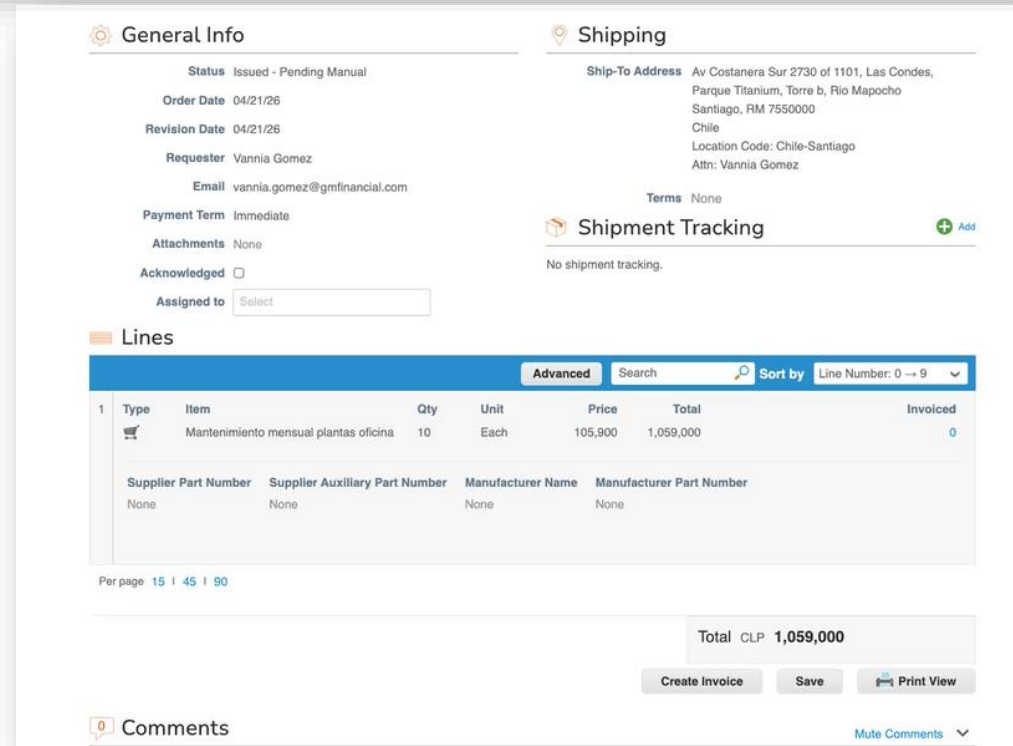 General Info
Status Issued - Pending Manual
Order Date 04/21/26
Revision Date 04/21/26
Requester Vannia Gomez
Email vannia.gomez@gmfinancial.com
Payment Term Immediate
Attachments None
Acknowledged
Assigned to Select
Shipping
Ship-To Address Av Costanera Sur 2730 of 1101, Las Condes,
Parque Titanium, Torre b, Rio Mapocho
Santiago, RM 7550000
Chile
Location Code: Chile-Santiago
Attn: Vannia Gomez
Terms None
Shipment Tracking Add
No shipment tracking.
Lines
Advanced Search Sort by Line Number: 0 → 9
1 Type Item Qty Unit Price Total Invoiced
Mantenimiento mensual plantas oficina 10 Each 105,900 1,059,000 0
Supplier Part Number Supplier Auxiliary Part Number Manufacturer Name Manufacturer Part Number
None None None None
Per page 15 | 45 | 90
Total CLP 1,059,000
Create Invoice Save Print View
0 Comments Mute Comments